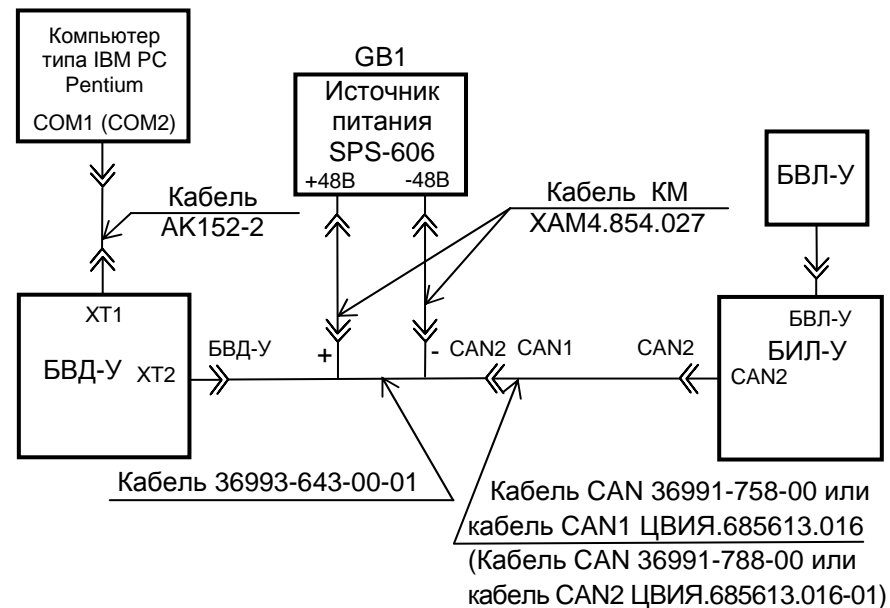 Компьютер
типа IBM PC
Pentium
COM1 (COM2)
GB1
Источник
питания
SPS-606
+48В
-48В
БВЛ-У
Кабель
АК152-2
Кабель КМ
ХАМ4.854.027
XT1
БВД-У
XT2
БВД-У
+
-
CAN2
CAN1
CAN2
БВЛ-У
БИЛ-У
CAN2
Кабель 36993-643-00-01
Кабель CAN 36991-758-00 или
кабель CAN1 ЦВИЯ.685613.016
(Кабель CAN 36991-788-00 или
кабель CAN2 ЦВИЯ.685613.016-01)